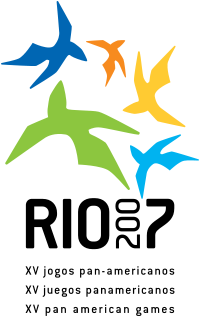 RIO 2007
XV jogos pan-americanos
XV juegos panamericanos
XV pan american games